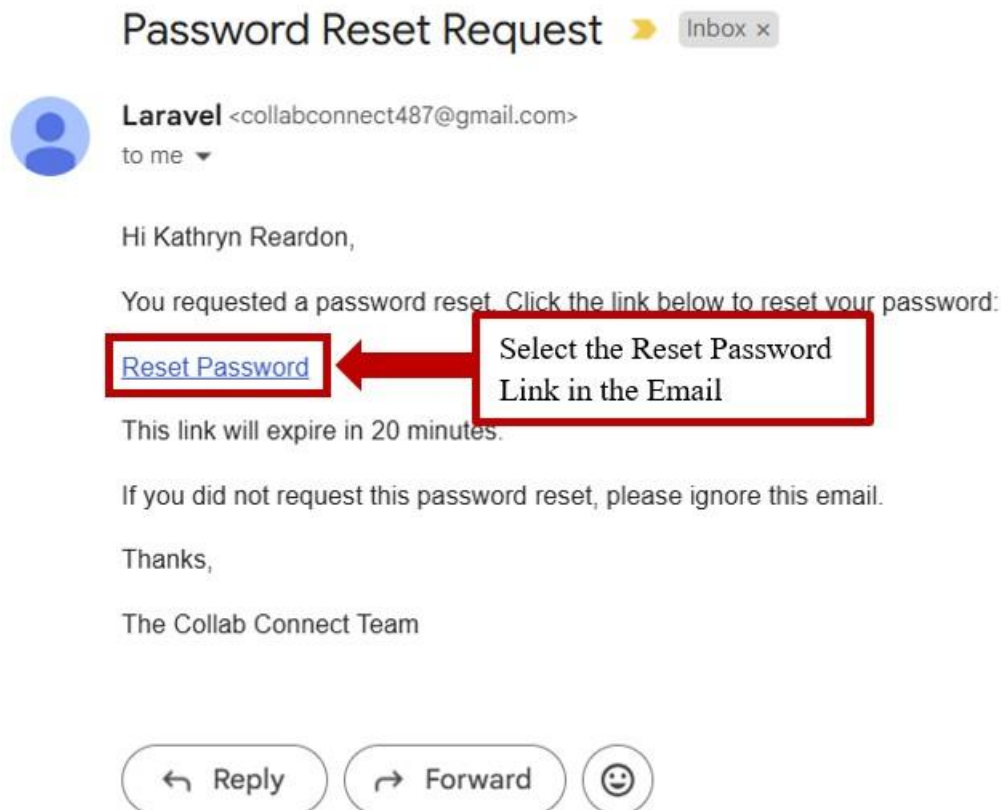 Password Reset Request Inbox ×
Laravel <collabconnect487@gmail.com>
to me
Hi Kathryn Reardon,
You requested a password reset. Click the link below to reset your password:
Reset Password
Select the Reset Password
Link in the Email
This link will expire in 20 minutes.
If you did not request this password reset, please ignore this email.
Thanks,
The Collab Connect Team
Reply Forward